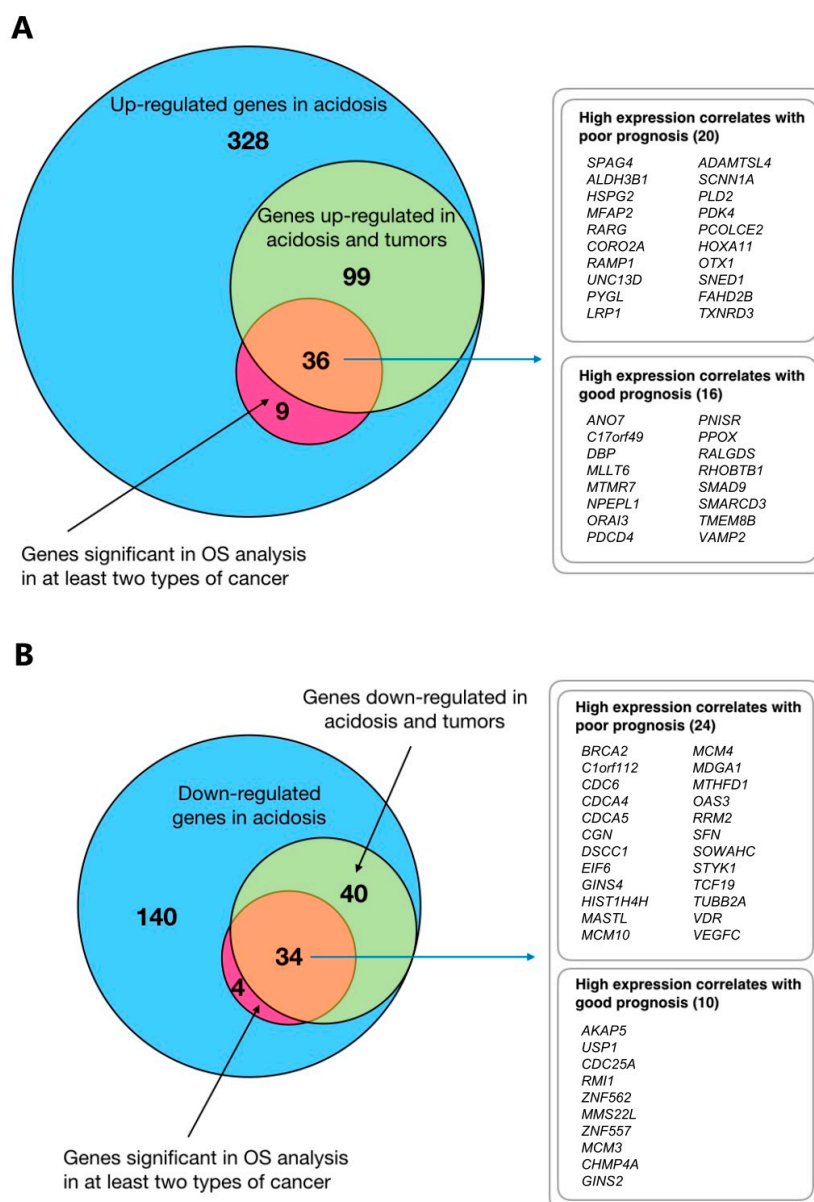 A
Up-regulated genes in acidosis
328
Genes up-regulated in
acidosis and tumors
99
36
9
Genes significant in OS analysis
in at least two types of cancer
High expression correlates with
poor prognosis (20)
SPAG4 ADAMTSL4
ALDH3B1 SCNN1A
HSPG2 PLD2
MFAP2 PDK4
RARG PCOLCE2
CORO2A HOXA11
RAMP1 OTX1
UNC13D SNED1
PYGL FAHD2B
LRP1 TXNRD3
High expression correlates with
good prognosis (16)
ANO7 PNISR
C17orf49 PPOX
DBP RALGDS
MLLT6 RHOBTB1
MTMR7 SMAD9
NPEPL1 SMARCD3
ORAI3 TMEM8B
PDCD4 VAMP2
B
Genes down-regulated in
acidosis and tumors
Down-regulated
genes in acidosis
140
40
34
4
Genes significant in OS analysis
in at least two types of cancer
High expression correlates with
poor prognosis (24)
BRCA2 MCM4
C1orf112 MDGA1
CDC6 MTHFD1
CDCA4 OAS3
CDCA5 RRM2
CGN SFN
DSCC1 SOWAHC
EIF6 STYK1
GINS4 TCF19
HIST1H4H TUBB2A
MASTL VDR
MCM10 VEGFC
High expression correlates with
good prognosis (10)
AKAP5
USP1
CDC25A
RMI1
ZNF562
MMS22L
ZNF557
MCM3
CHMP4A
GINS2